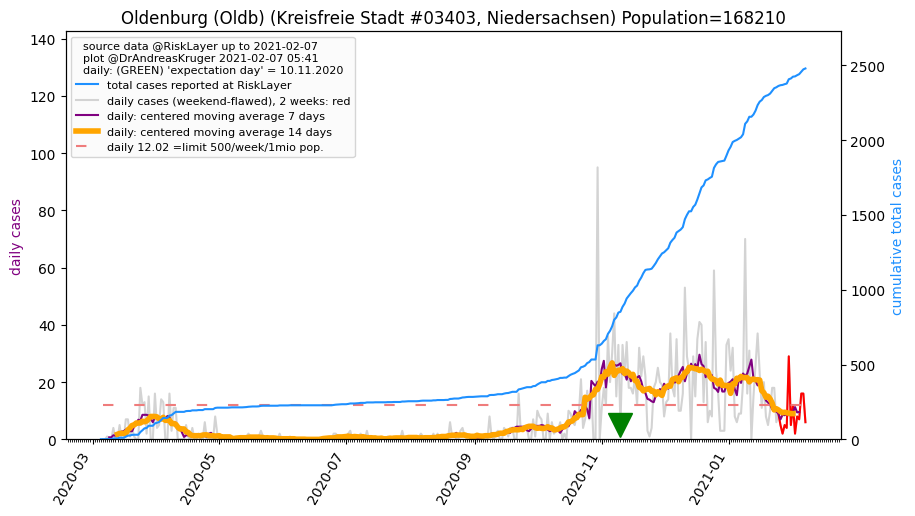 Oldenburg (Oldb) (Kreisfreie Stadt #03403, Niedersachsen) Population=168210
source data @RiskLayer up to 2021-02-07
plot @DrAndreasKruger 2021-02-07 05:41
daily: (GREEN) 'expectation day' = 10.11.2020
total cases reported at RiskLayer
daily cases (weekend-flawed), 2 weeks: red
daily: centered moving average 7 days
daily: centered moving average 14 days
daily 12.02 =limit 500/week/1mio pop.
daily cases
140
120
100
80
60
40
20
0
cumulative total cases
2500
2000
1500
1000
500
0
2020-03
2020-05
2020-07
2020-09
2020-11
2021-01